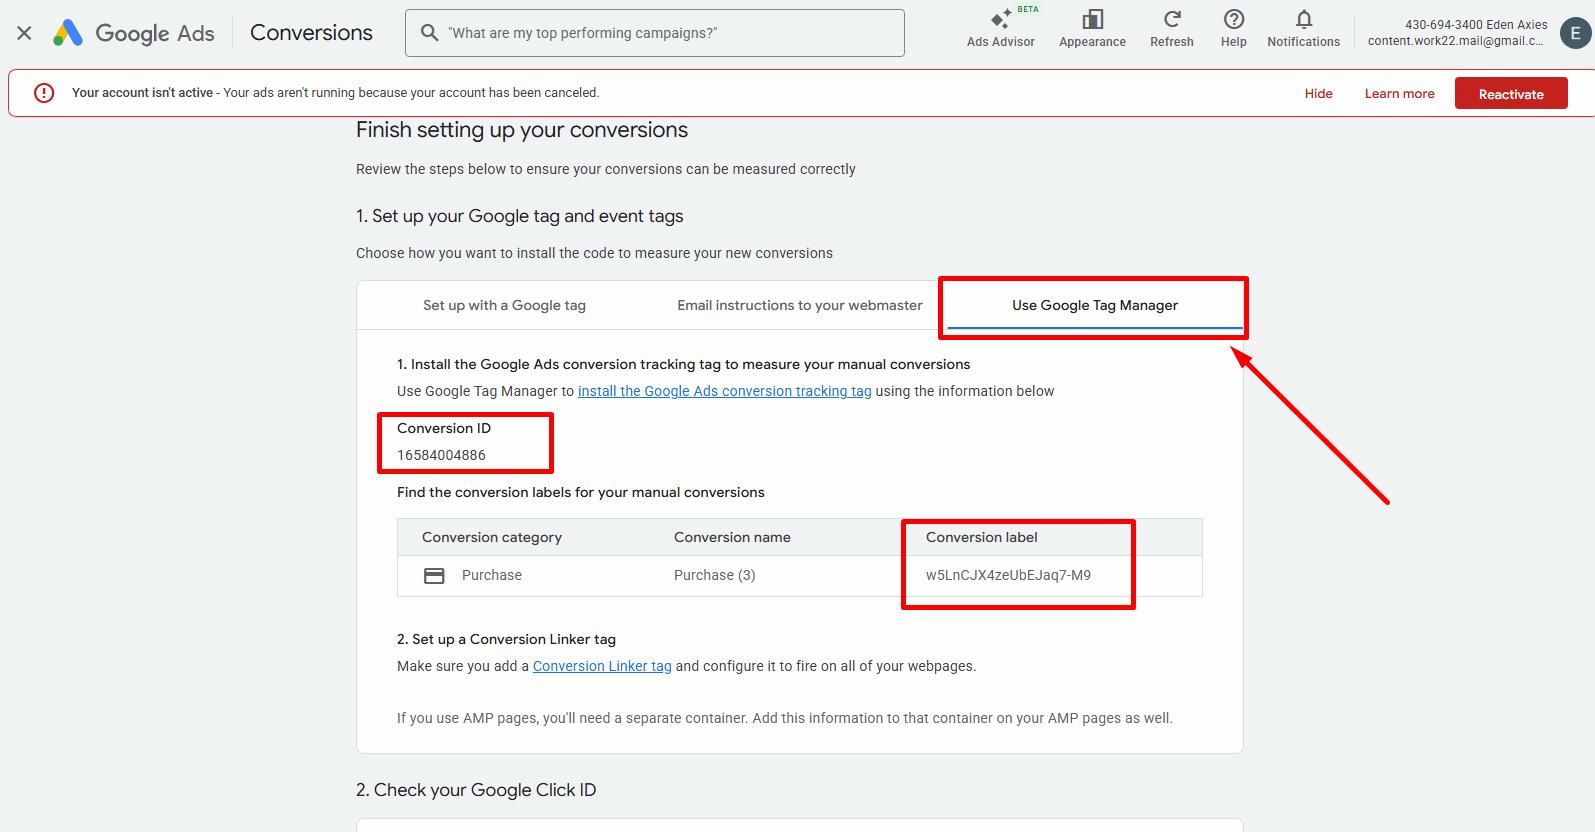 Google Ads
Conversions
"What are my top performing campaigns?"
BETA
Ads Advisor
Appearance
Refresh
Help
Notifications
430-694-3400 Eden Axies
content.work22.mail@gmail.c...
E
Your account isn't active - Your ads aren't running because your account has been canceled.
Hide
Learn more
Reactivate
Finish setting up your conversions
Review the steps below to ensure your conversions can be measured correctly
1. Set up your Google tag and event tags
Choose how you want to install the code to measure your new conversions
Set up with a Google tag
Email instructions to your webmaster
Use Google Tag Manager
1. Install the Google Ads conversion tracking tag to measure your manual conversions
Use Google Tag Manager to install the Google Ads conversion tracking tag using the information below
Conversion ID
16584004886
Find the conversion labels for your manual conversions
Conversion category
Conversion name
Conversion label
Purchase
Purchase (3)
w5LnCJX4zeUbEJaq7-M9
2. Set up a Conversion Linker tag
Make sure you add a Conversion Linker tag and configure it to fire on all of your webpages.
If you use AMP pages, you'll need a separate container. Add this information to that container on your AMP pages as well.
2. Check your Google Click ID